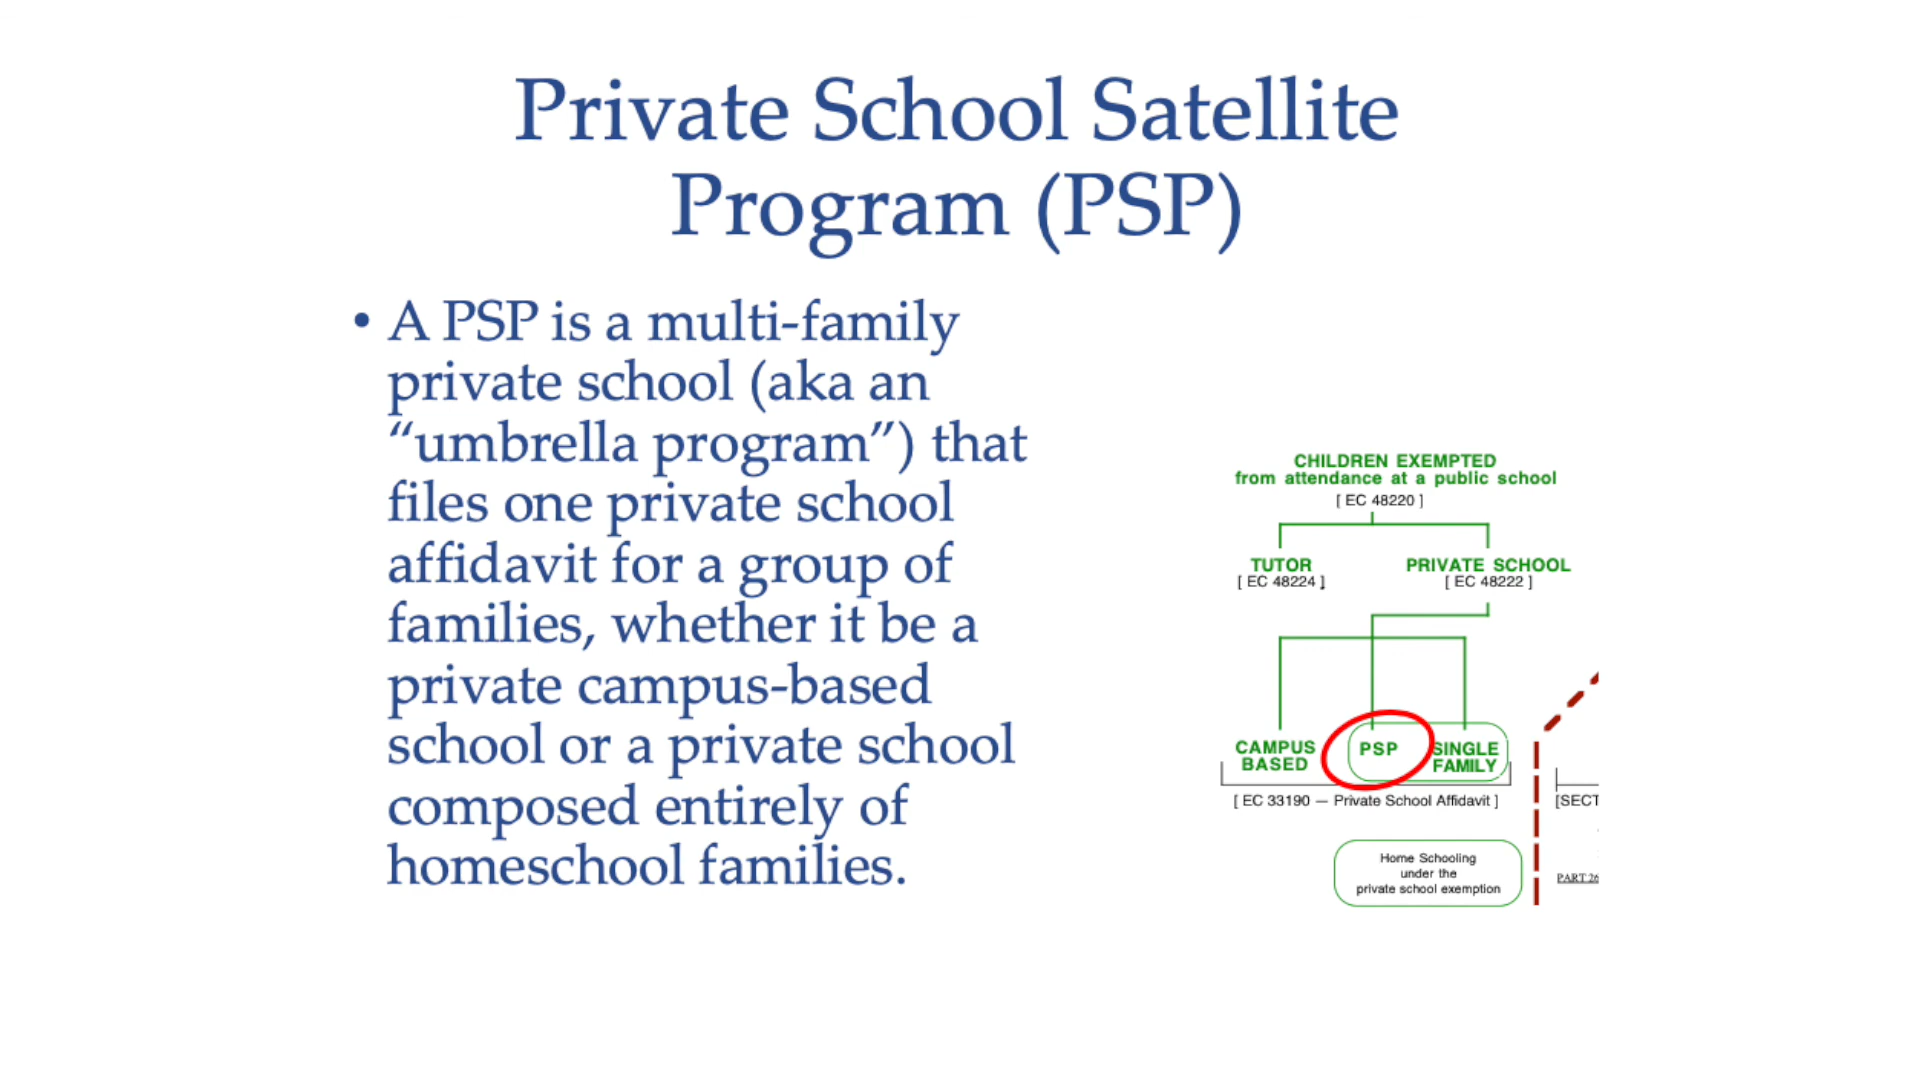 Private School Satellite
Program (PSP)
• A PSP is a multi-family
private school (aka an
“umbrella program”) that
files one private school
affidavit for a group of
families, whether it be a
private campus-based
school or a private school
composed entirely of
homeschool families.
CHILDREN EXEMPTED
from attendance at a public school
[ EC 48220 ]
TUTOR
[ EC 48224 ]
PRIVATE SCHOOL
[ EC 48222 ]
CAMPUS
BASED
PSP
SINGLE
FAMILY
[ EC 33190 — Private School Affidavit ]
[SECT
Home Schooling
under the
private school exemption
PART 26